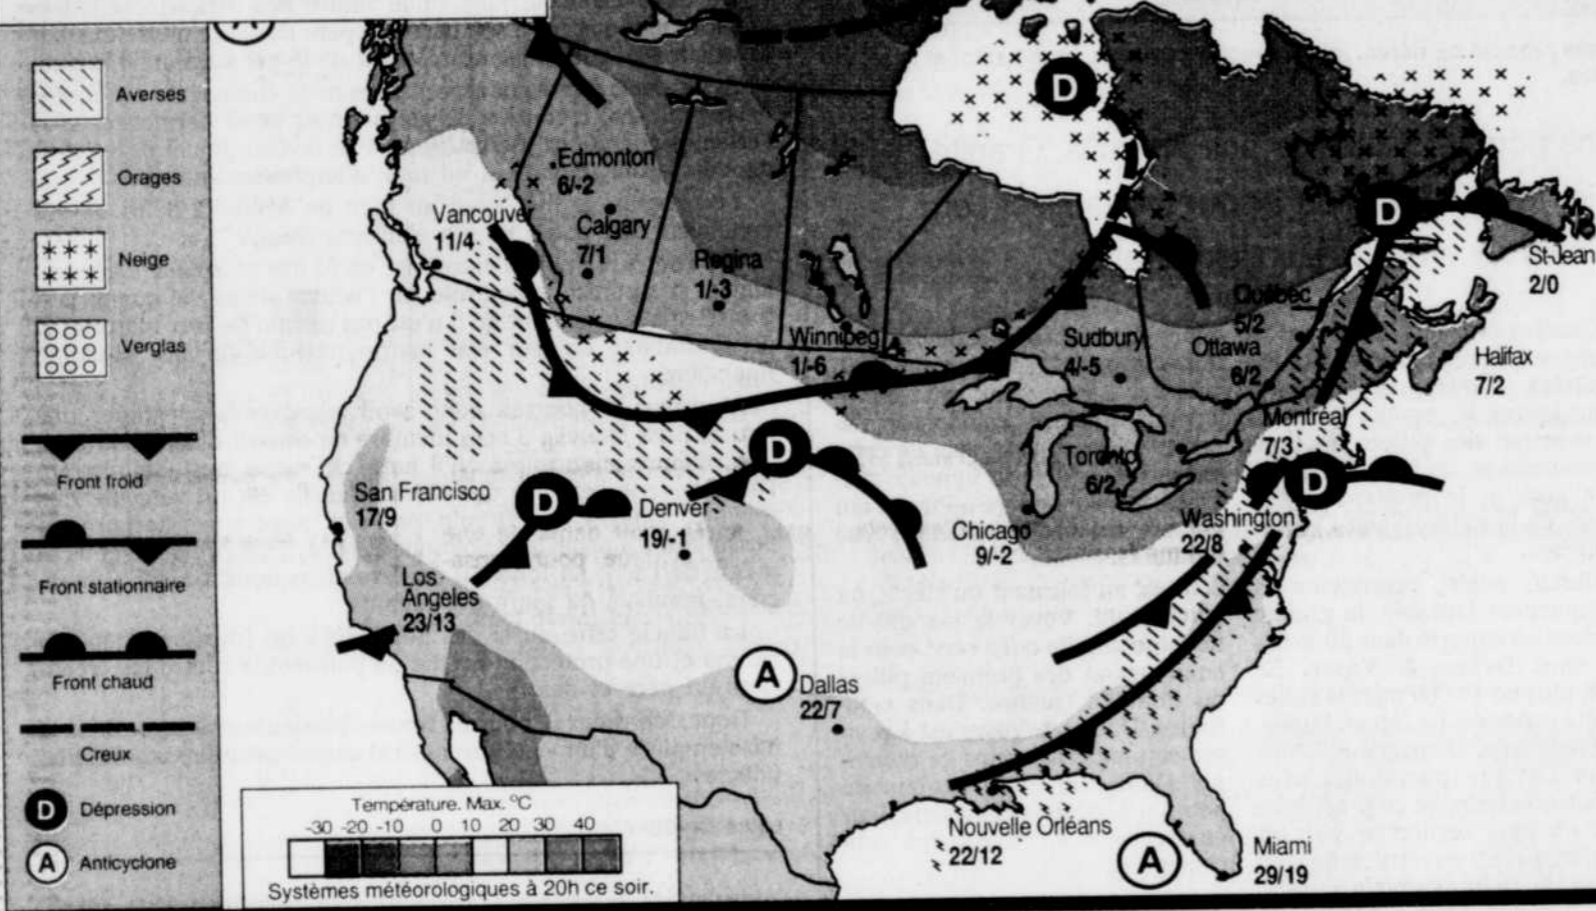 A
Averses
Orages
Neige
Verglas
Front froid
Front stationnaire
Front chaud
Creux
D Dépression
A Anticyclone
D
Edmonton
6/-2
Vancouver
11/4
Calgary
7/1
Regina
1/-3
Winnipeg
1/-6
Sudbury
4/-5
Québec
5/2
Ottawa
6/2
D
St-Jean
2/0
Halifax
7/2
Montréal
7/3
Toronto
6/2
D
D
D
San Francisco
17/9
Denver
19/-1
Chicago
9/-2
Washington
22/8
Los
Angeles
23/13
A
Dallas
22/7
Nouvelle Orléans
22/12
A
Miami
29/19
Température. Max. °C
-30 -20 -10 0 10 20 30 40
Systèmes météorologiques à 20h ce soir.